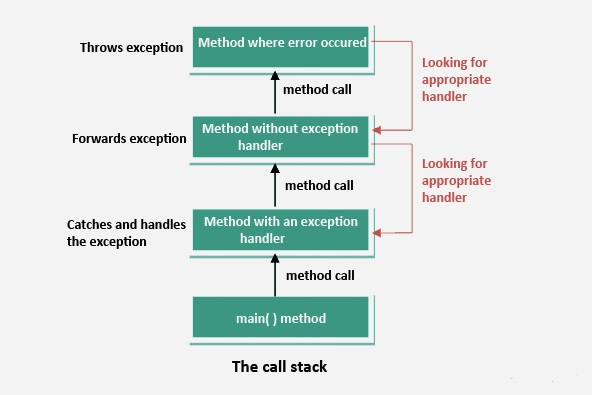 Throws exception
Method where error occured
Looking for
appropriate
handler
method call
Forwards exception
Method without exception
handler
Looking for
appropriate
handler
method call
Catches and handles
the exception
Method with an exception
handler
method call
main( ) method
The call stack